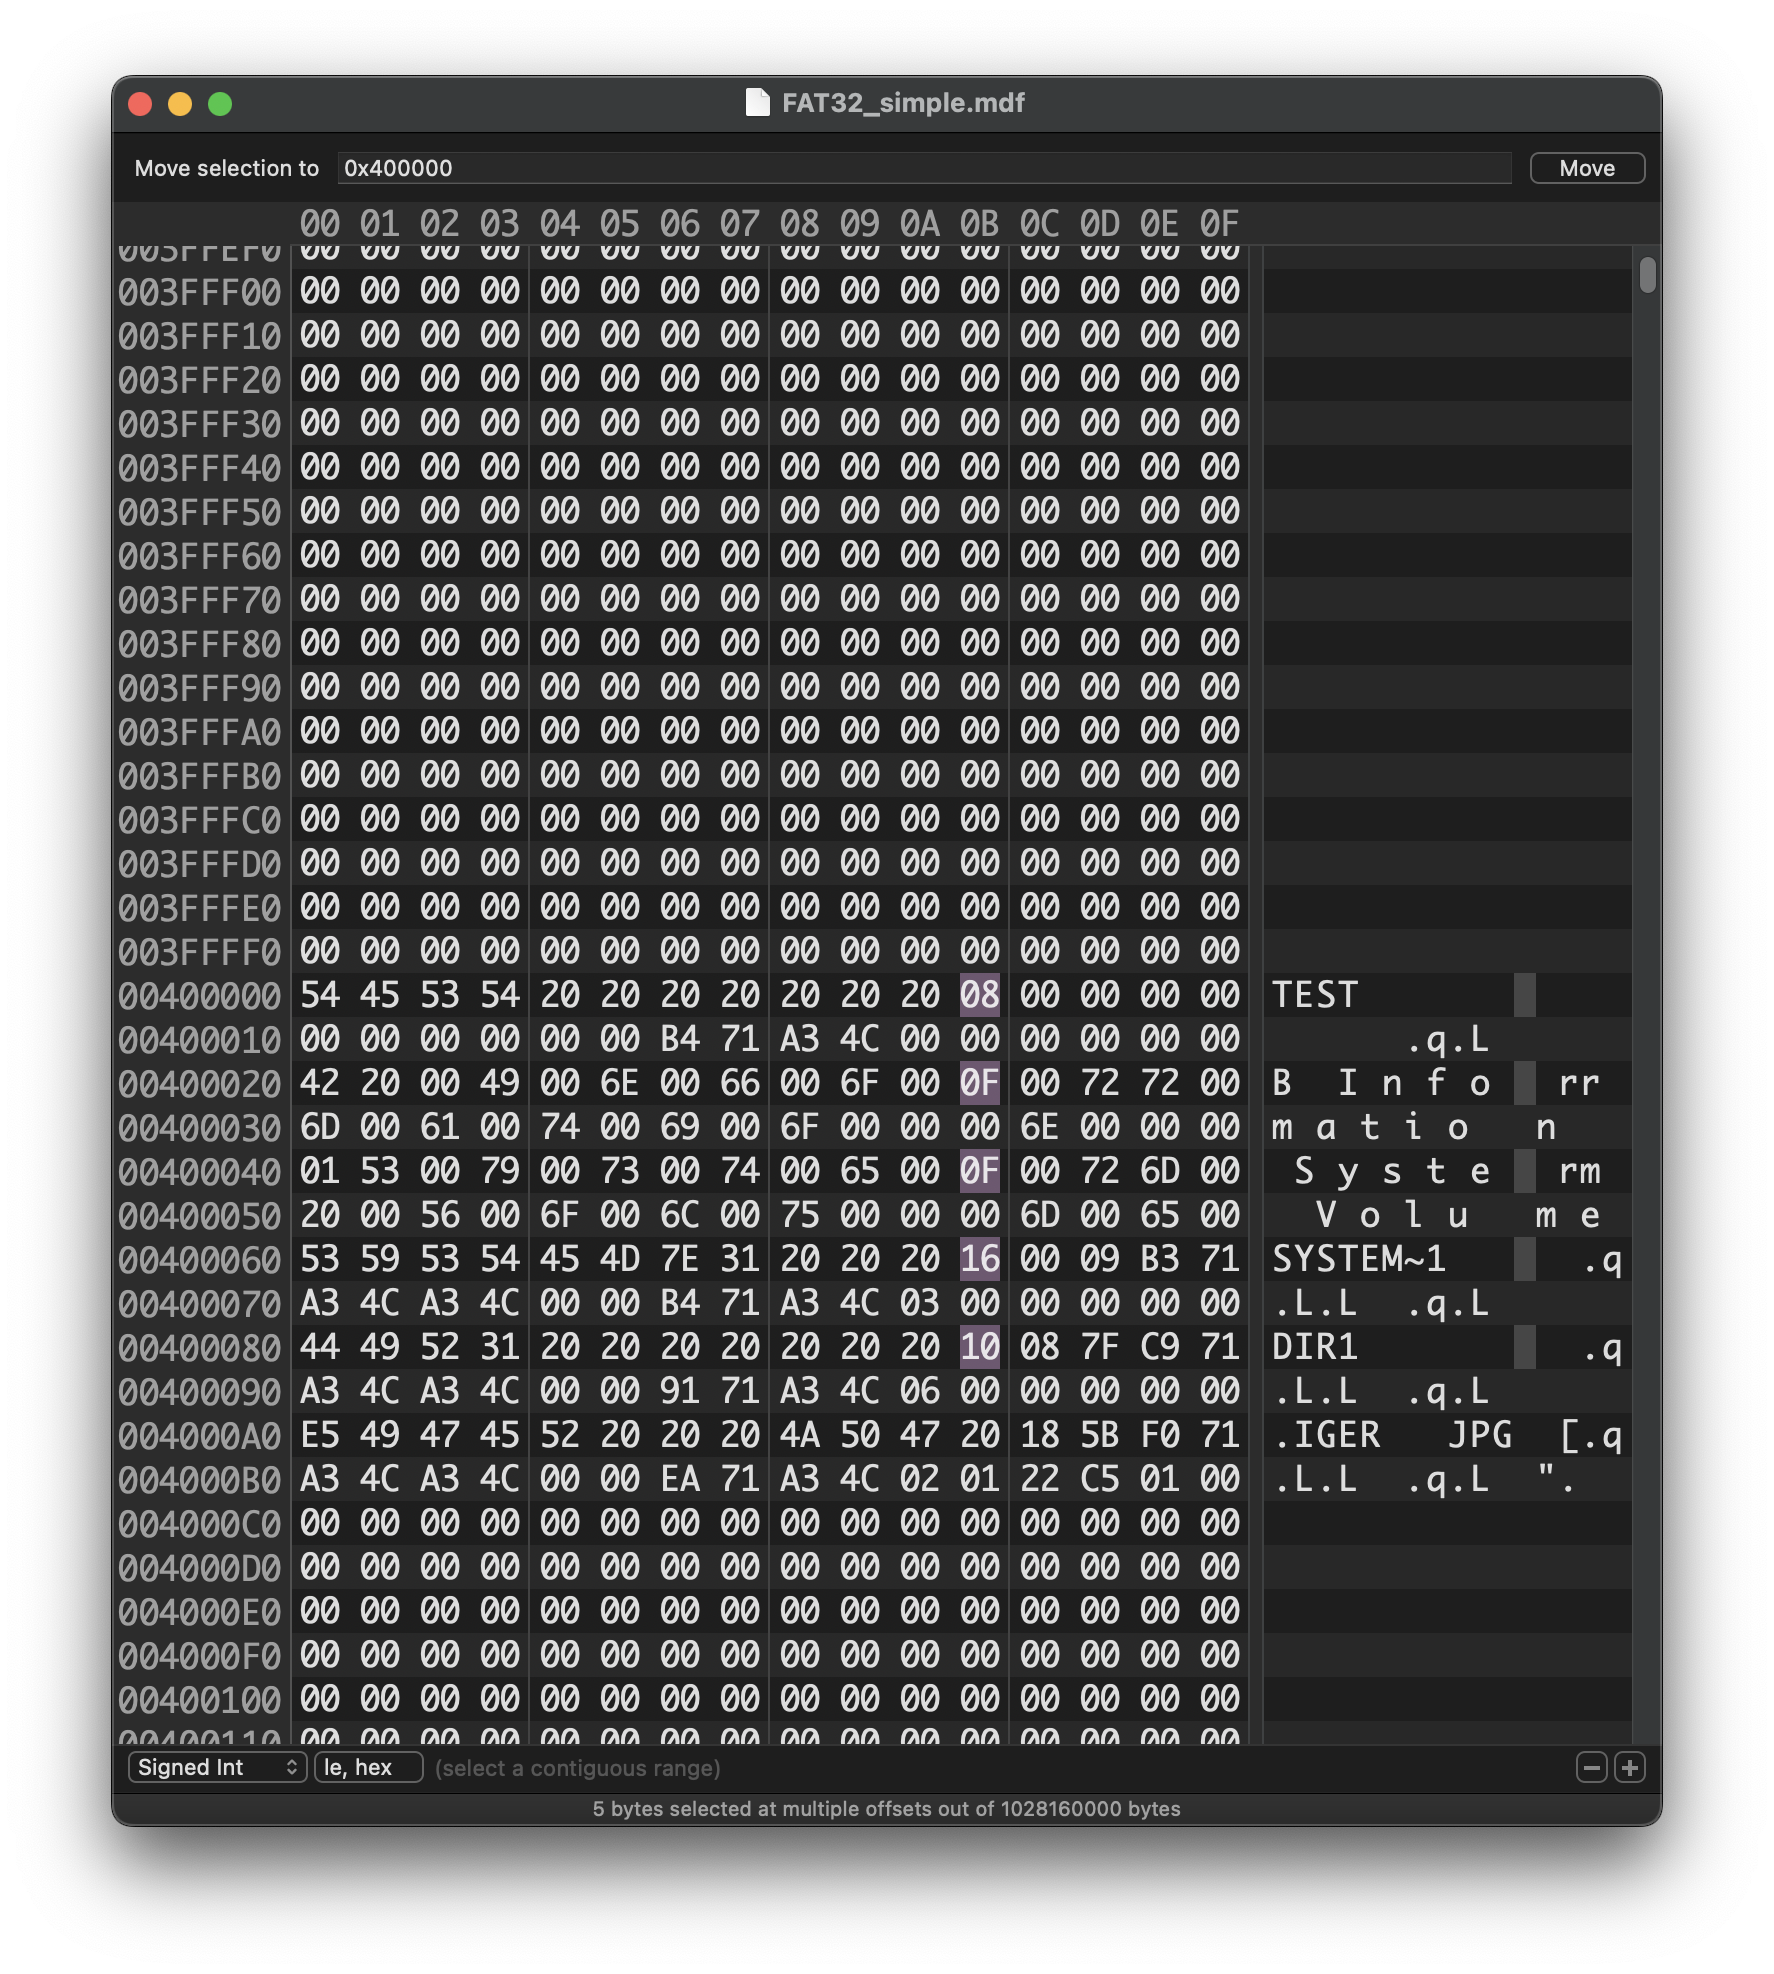 FAT32_simple.mdf
Move selection to 0x400000 Move
00 01 02 03 04 05 06 07 08 09 0A 0B 0C 0D 0E 0F
003FFEF0 00 00 00 00 00 00 00 00 00 00 00 00 00 00 00 00
003FFF00 00 00 00 00 00 00 00 00 00 00 00 00 00 00 00 00
003FFF10 00 00 00 00 00 00 00 00 00 00 00 00 00 00 00 00
003FFF20 00 00 00 00 00 00 00 00 00 00 00 00 00 00 00 00
003FFF30 00 00 00 00 00 00 00 00 00 00 00 00 00 00 00 00
003FFF40 00 00 00 00 00 00 00 00 00 00 00 00 00 00 00 00
003FFF50 00 00 00 00 00 00 00 00 00 00 00 00 00 00 00 00
003FFF60 00 00 00 00 00 00 00 00 00 00 00 00 00 00 00 00
003FFF70 00 00 00 00 00 00 00 00 00 00 00 00 00 00 00 00
003FFF80 00 00 00 00 00 00 00 00 00 00 00 00 00 00 00 00
003FFF90 00 00 00 00 00 00 00 00 00 00 00 00 00 00 00 00
003FFFA0 00 00 00 00 00 00 00 00 00 00 00 00 00 00 00 00
003FFFB0 00 00 00 00 00 00 00 00 00 00 00 00 00 00 00 00
003FFFC0 00 00 00 00 00 00 00 00 00 00 00 00 00 00 00 00
003FFFD0 00 00 00 00 00 00 00 00 00 00 00 00 00 00 00 00
003FFFE0 00 00 00 00 00 00 00 00 00 00 00 00 00 00 00 00
003FFFF0 00 00 00 00 00 00 00 00 00 00 00 00 00 00 00 00
00400000 54 45 53 54 20 20 20 20 20 20 20 08 00 00 00 00 TEST
00400010 00 00 00 00 00 00 B4 71 A3 4C 00 00 00 00 00 00 .q.L
00400020 42 20 00 49 00 6E 00 66 00 6F 00 0F 00 72 72 00 B I n f o rr
00400030 6D 00 61 00 74 00 69 00 6F 00 00 00 6E 00 00 00 m a t i o n
00400040 01 53 00 79 00 73 00 74 00 65 00 0F 00 72 6D 00 S y s t e rm
00400050 20 00 56 00 6F 00 6C 00 75 00 00 00 6D 00 65 00 V o l u m e
00400060 53 59 53 54 45 4D 7E 31 20 20 20 16 00 09 B3 71 SYSTEM~1 .q
00400070 A3 4C A3 4C 00 00 B4 71 A3 4C 03 00 00 00 00 00 .L.L .q.L
00400080 44 49 52 31 20 20 20 20 20 20 20 10 08 7F C9 71 DIR1 .q
00400090 A3 4C A3 4C 00 00 91 71 A3 4C 06 00 00 00 00 00 .L.L .q.L
004000A0 E5 49 47 45 52 20 20 20 4A 50 47 20 18 5B F0 71 .IGER JPG [.q
004000B0 A3 4C A3 4C 00 00 EA 71 A3 4C 02 01 22 C5 01 00 .L.L .q.L ".
004000C0 00 00 00 00 00 00 00 00 00 00 00 00 00 00 00 00
004000D0 00 00 00 00 00 00 00 00 00 00 00 00 00 00 00 00
004000E0 00 00 00 00 00 00 00 00 00 00 00 00 00 00 00 00
004000F0 00 00 00 00 00 00 00 00 00 00 00 00 00 00 00 00
00400100 00 00 00 00 00 00 00 00 00 00 00 00 00 00 00 00
00400110 00 00 00 00 00 00 00 00 00 00 00 00 00 00 00 00
Signed Int le, hex (select a contiguous range)
5 bytes selected at multiple offsets out of 1028160000 bytes